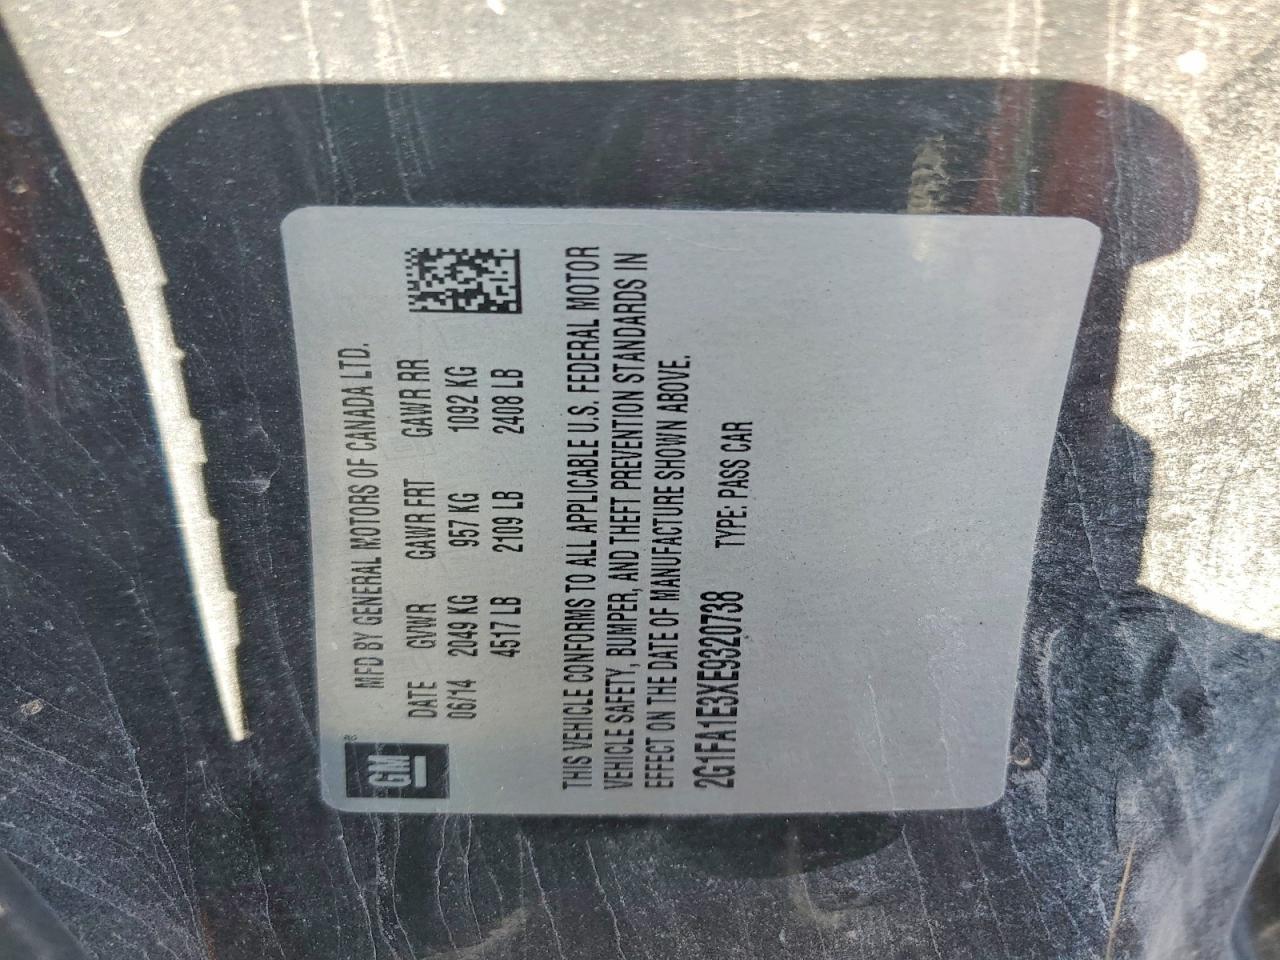 GM ®
MFD BY GENERAL MOTORS OF CANADA LTD.
DATE GVWR GAWR FRT GAWR RR
06/14 2049 KG 957 KG 1092 KG
4517 LB 2109 LB 2408 LB
THIS VEHICLE CONFORMS TO ALL APPLICABLE U.S. FEDERAL MOTOR
VEHICLE SAFETY, BUMPER, AND THEFT PREVENTION STANDARDS IN
EFFECT ON THE DATE OF MANUFACTURE SHOWN ABOVE.
2G1FA1E3XE9320738 TYPE: PASS CAR